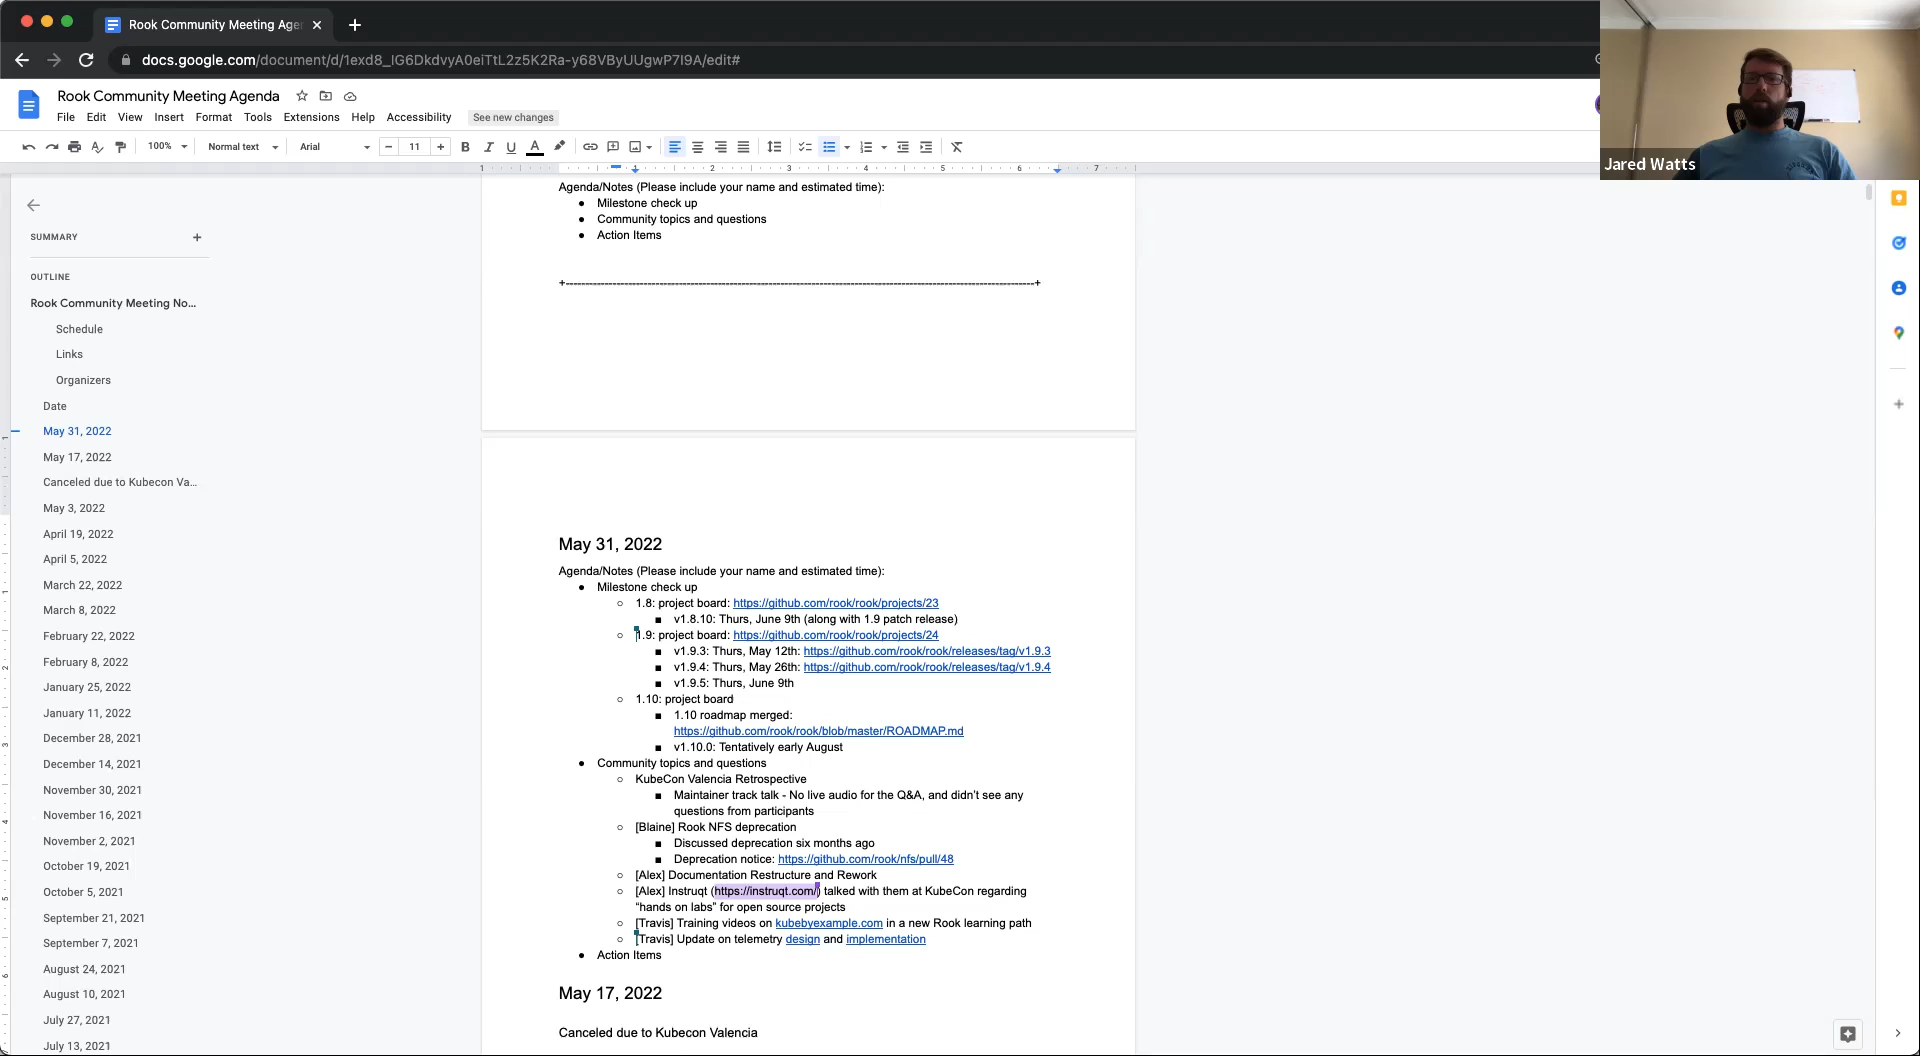 Rook Community Meeting Age
docs.google.com/document/d/1exd8_lG6DkdvyA0eiTtL2z5K2Ra-y68VByUUgwP7I9A/edit#
Jared Watts
Rook Community Meeting Agenda
File Edit View Insert Format Tools Extensions Help Accessibility See new changes
100% Normal text Arial 11
1 1 2 3 4 5 6 7
SUMMARY
OUTLINE
Rook Community Meeting No...
Schedule
Links
Organizers
Date
May 31, 2022
May 17, 2022
Canceled due to Kubecon Va...
May 3, 2022
April 19, 2022
April 5, 2022
March 22, 2022
March 8, 2022
February 22, 2022
February 8, 2022
January 25, 2022
January 11, 2022
December 28, 2021
December 14, 2021
November 30, 2021
November 16, 2021
November 2, 2021
October 19, 2021
October 5, 2021
September 21, 2021
September 7, 2021
August 24, 2021
August 10, 2021
July 27, 2021
July 13, 2021
Agenda/Notes (Please include your name and estimated time):
● Milestone check up
● Community topics and questions
● Action Items
May 31, 2022
Agenda/Notes (Please include your name and estimated time):
● Milestone check up
○ 1.8: project board: https://github.com/rook/rook/projects/23
■ v1.8.10: Thurs, June 9th (along with 1.9 patch release)
○ 1.9: project board: https://github.com/rook/rook/projects/24
■ v1.9.3: Thurs, May 12th: https://github.com/rook/rook/releases/tag/v1.9.3
■ v1.9.4: Thurs, May 26th: https://github.com/rook/rook/releases/tag/v1.9.4
■ v1.9.5: Thurs, June 9th
○ 1.10: project board
■ 1.10 roadmap merged:
https://github.com/rook/rook/blob/master/ROADMAP.md
■ v1.10.0: Tentatively early August
● Community topics and questions
○ KubeCon Valencia Retrospective
■ Maintainer track talk - No live audio for the Q&A, and didn't see any
questions from participants
○ [Blaine] Rook NFS deprecation
■ Discussed deprecation six months ago
■ Deprecation notice: https://github.com/rook/nfs/pull/48
○ [Alex] Documentation Restructure and Rework
○ [Alex] Instruqt (https://instruqt.com/) talked with them at KubeCon regarding
“hands on labs” for open source projects
○ [Travis] Training videos on kubebyexample.com in a new Rook learning path
○ [Travis] Update on telemetry design and implementation
● Action Items
May 17, 2022
Canceled due to Kubecon Valencia